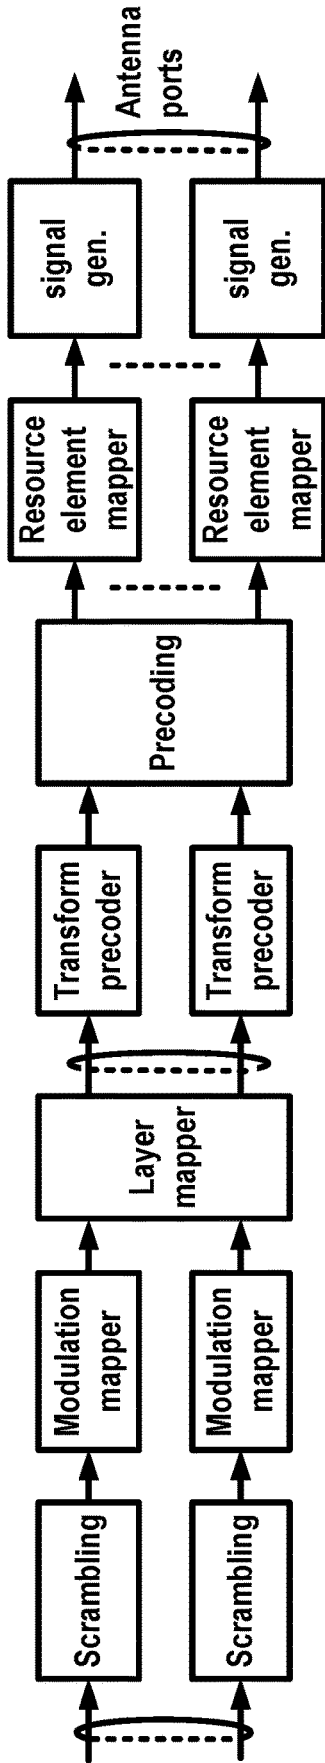 Scrambling
Modulation
mapper
Layer
mapper
Transform
precoder
Precoding
Resource
element
mapper
signal
gen.
Antenna
ports
Scrambling
Modulation
mapper
Transform
precoder
Resource
element
mapper
signal
gen.